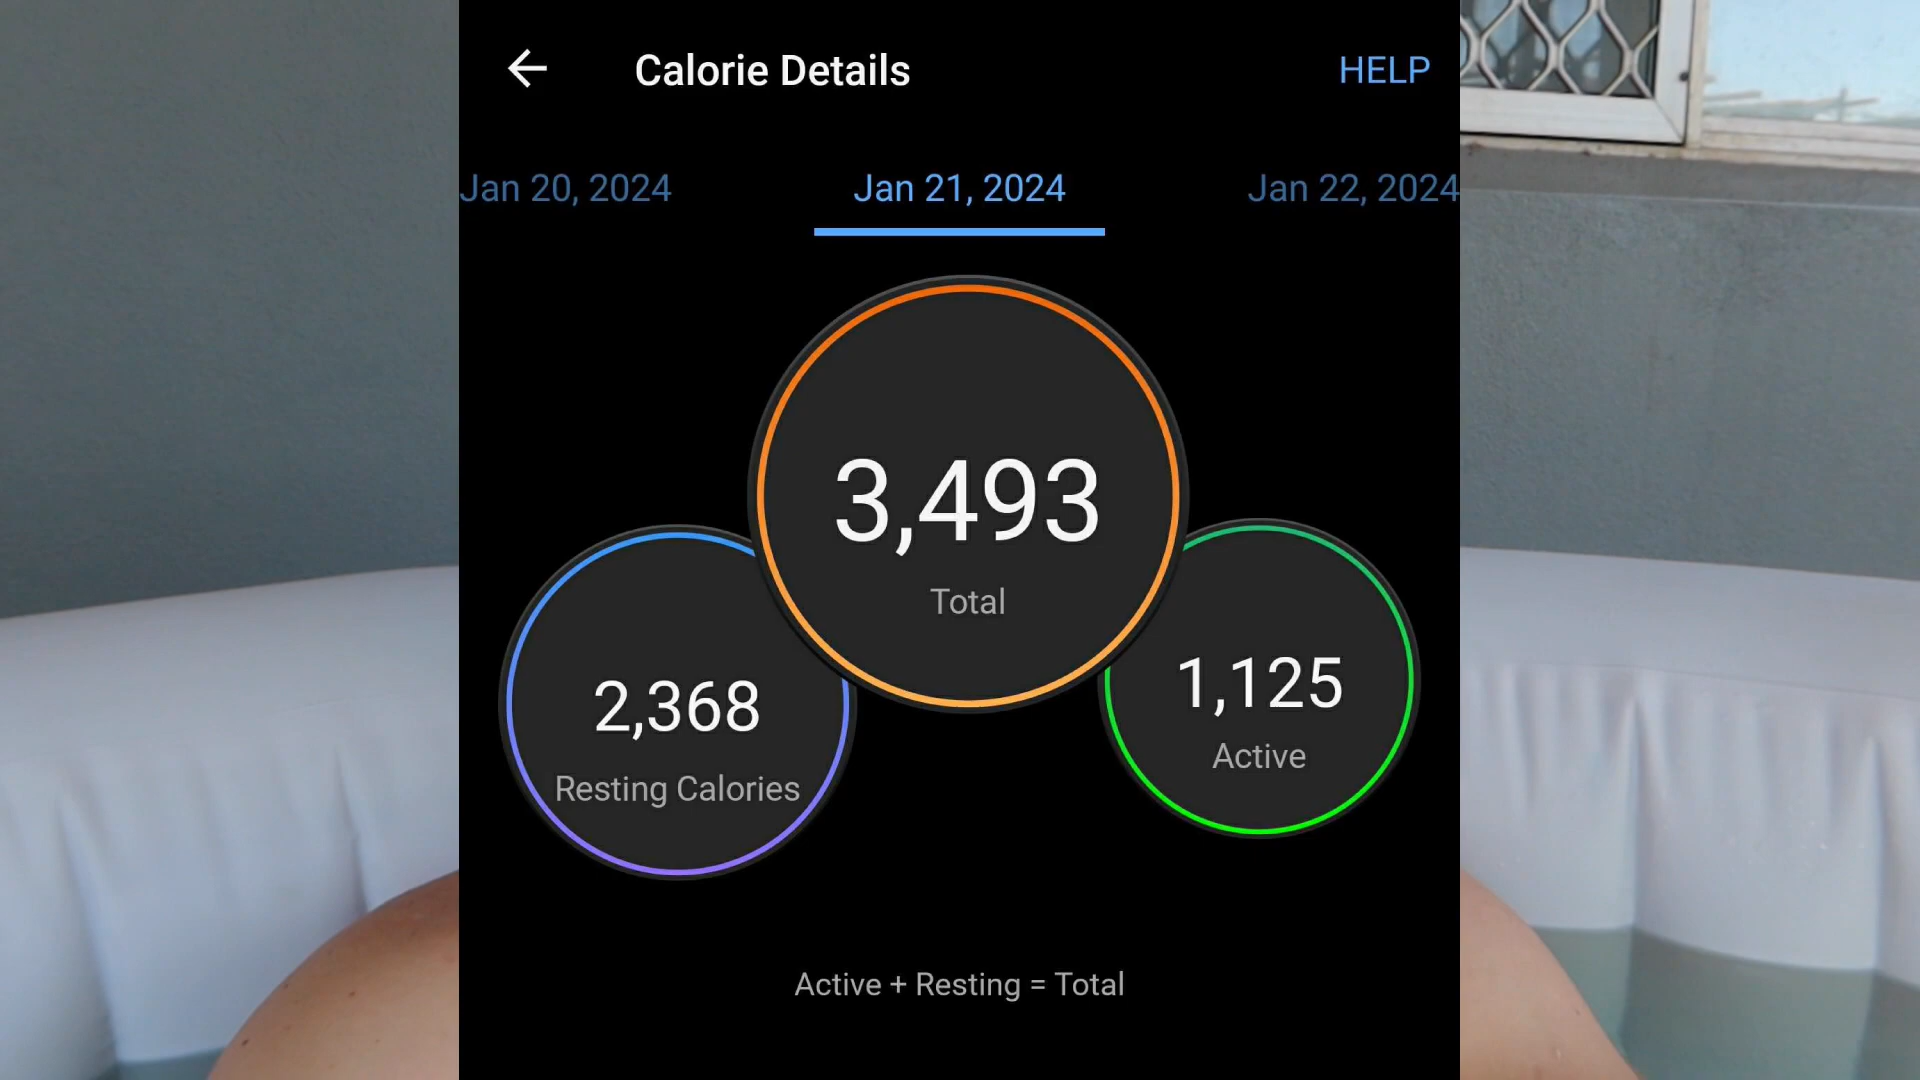 Calorie Details
HELP
Jan 20, 2024
Jan 21, 2024
Jan 22, 2024
3,493
Total
2,368
Resting Calories
1,125
Active
Active + Resting = Total